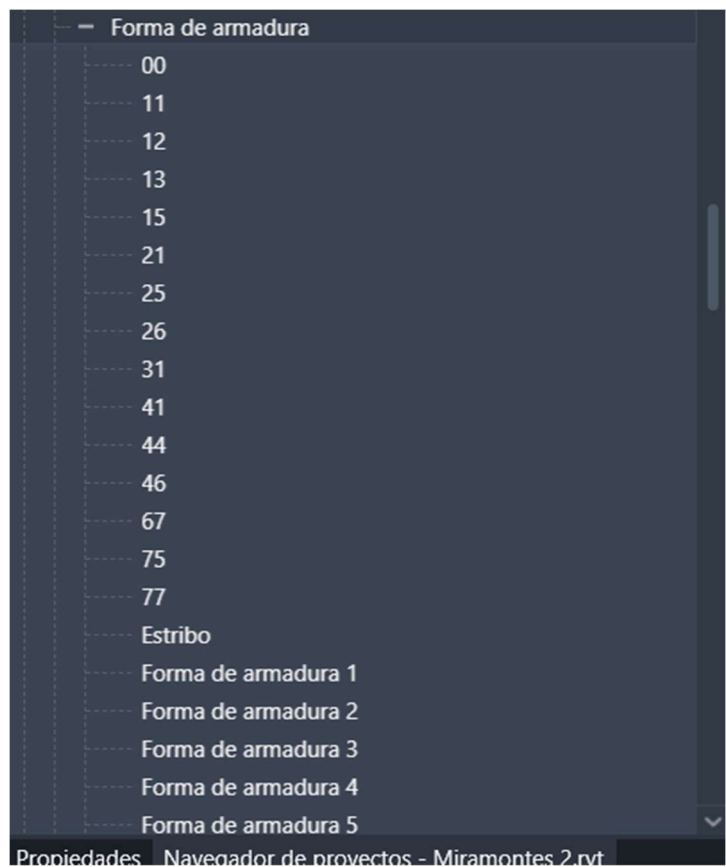 Forma de armadura
00
11
12
13
15
21
25
26
31
41
44
46
67
75
77
Estribo
Forma de armadura 1
Forma de armadura 2
Forma de armadura 3
Forma de armadura 4
Forma de armadura 5
Propiedades Navegador de proyectos - Miramontes 2.rvt